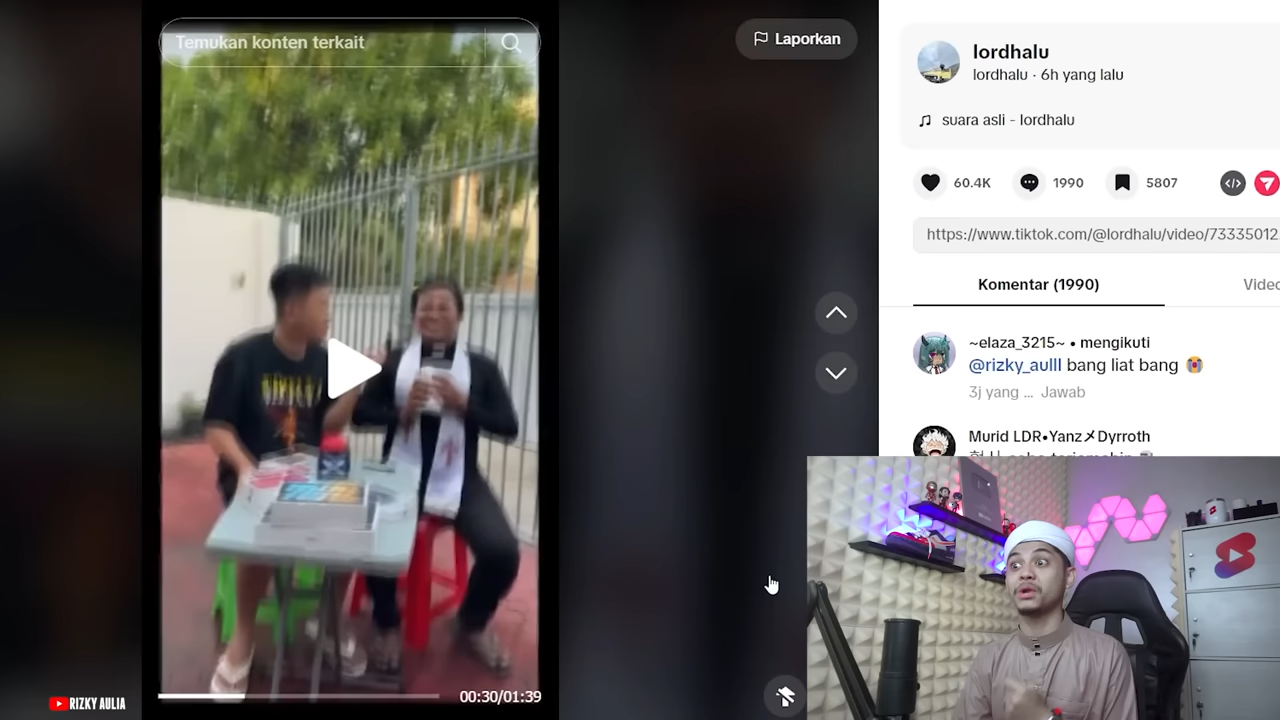 Temukan konten terkait
Laporkan
00:30/01:39
RIZKY AULIA
lordhalu
lordhalu · 6h yang lalu
suara asli - lordhalu
60.4K
1990
5807
https://www.tiktok.com/@lordhalu/video/73335012
Komentar (1990)
Video
~elaza_3215~ • mengikuti
@rizky_aulll bang liat bang 😭
3j yang ... Jawab
Murid LDR•Yanz〆Dyrroth